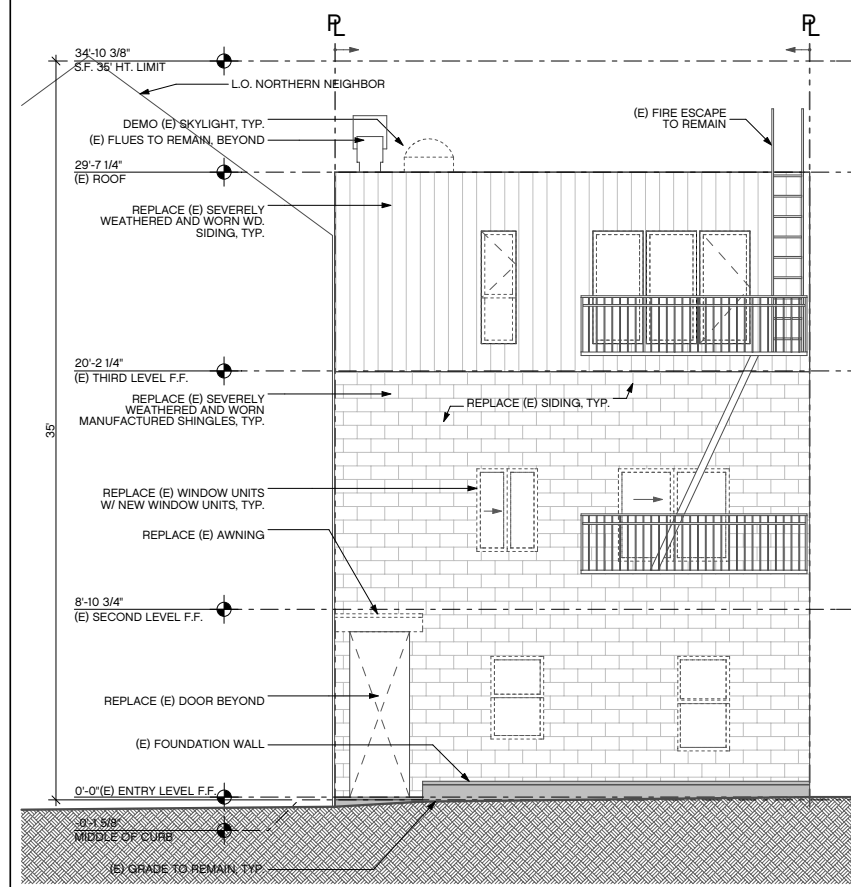 PL
PL
34'-10 3/8"
S.F. 35' HT. LIMIT
L.O. NORTHERN NEIGHBOR
DEMO (E) SKYLIGHT, TYP.
(E) FLUES TO REMAIN, BEYOND
(E) FIRE ESCAPE
TO REMAIN
29'-7 1/4"
(E) ROOF
REPLACE (E) SEVERELY
WEATHERED AND WORN WD.
SIDING, TYP.
20'-2 1/4"
(E) THIRD LEVEL F.F.
REPLACE (E) SEVERELY
WEATHERED AND WORN
MANUFACTURED SHINGLES, TYP.
REPLACE (E) SIDING, TYP.
35'
REPLACE (E) WINDOW UNITS
W/ NEW WINDOW UNITS, TYP.
REPLACE (E) AWNING
8'-10 3/4"
(E) SECOND LEVEL F.F.
REPLACE (E) DOOR BEYOND
(E) FOUNDATION WALL
0'-0"(E) ENTRY LEVEL F.F.
-0'-1 5/8"
MIDDLE OF CURB
(E) GRADE TO REMAIN, TYP.